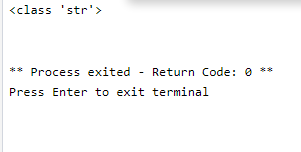 <class 'str'>
** Process exited - Return Code: 0 **
Press Enter to exit terminal